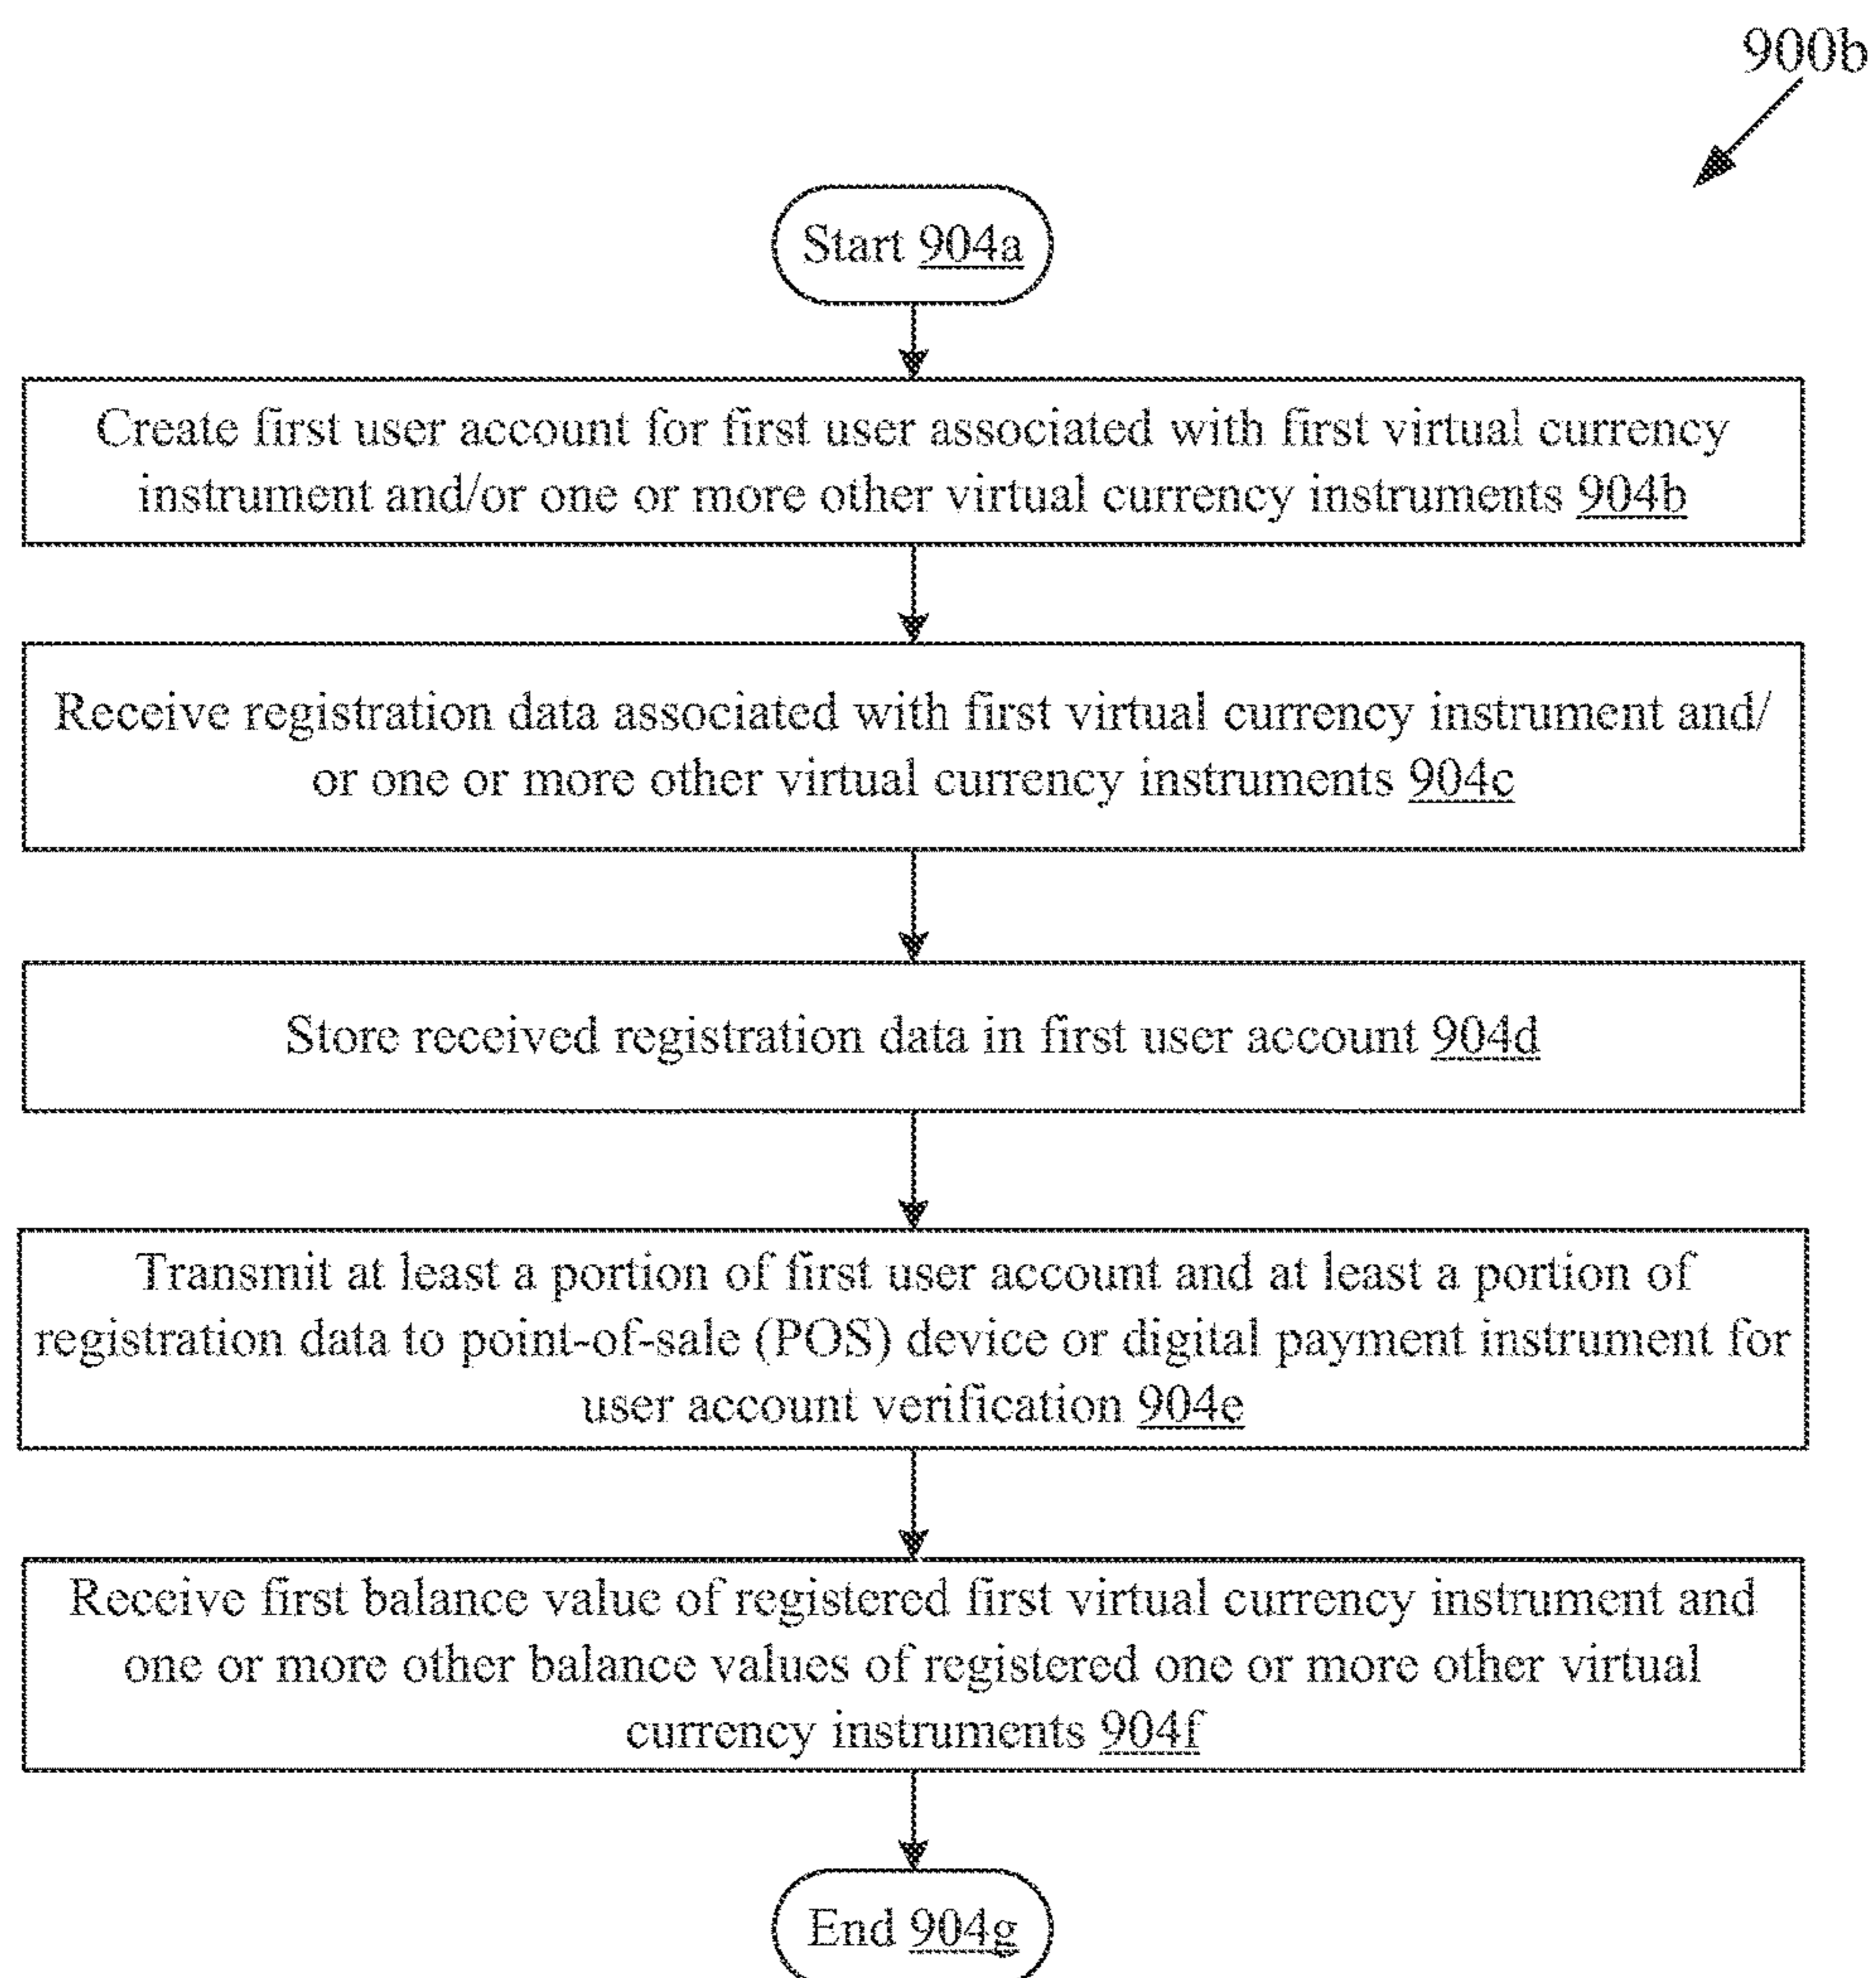 900b
Start 904a
Create first user account for first user associated with first virtual currency
instrument and/or one or more other virtual currency instruments 904b
Receive registration data associated with first virtual currency instrument and/
or one or more other virtual currency instruments 904c
Store received registration data in first user account 904d
Transmit at least a portion of first user account and at least a portion of
registration data to point-of-sale (POS) device or digital payment instrument for
user account verification 904e
Receive first balance value of registered first virtual currency instrument and
one or more other balance values of registered one or more other virtual
currency instruments 904f
End 904g